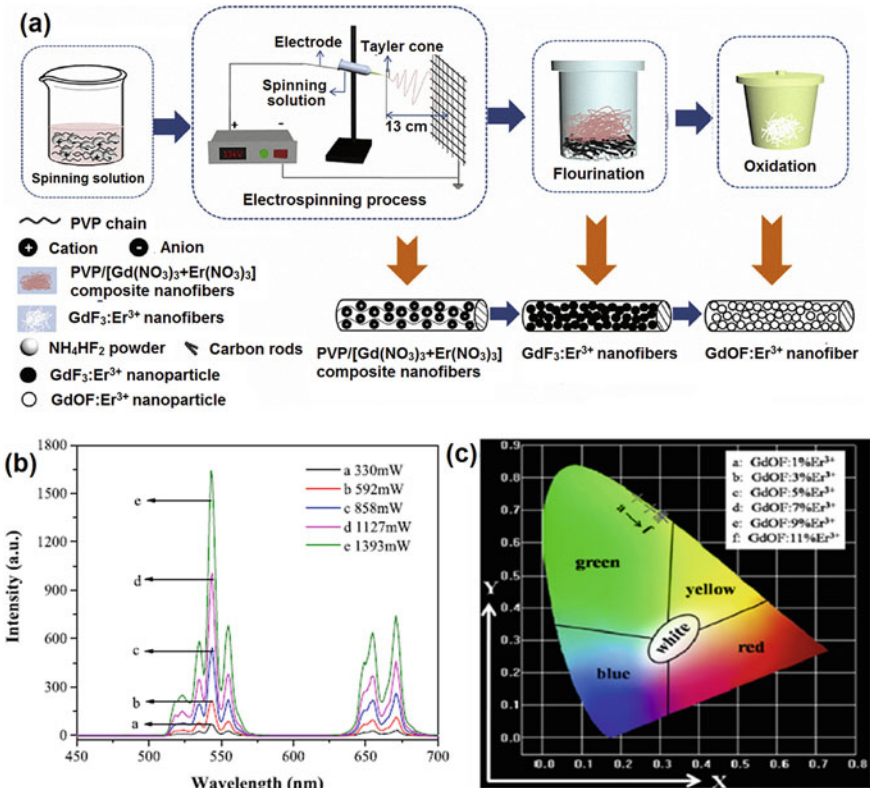 (a)
Electrode
Tayler cone
Spinning
solution
13 cm
+ -
Spinning solution
Electrospinning process
Flourination
Oxidation
PVP chain
+ Cation - Anion
PVP/[Gd(NO₃)₃+Er(NO₃)₃]
composite nanofibers
GdF₃:Er³⁺ nanofibers
NH₄HF₂ powder Carbon rods
GdF₃:Er³⁺ nanoparticle
GdOF:Er³⁺ nanoparticle
PVP/[Gd(NO₃)₃+Er(NO₃)₃]
composite nanofibers
GdF₃:Er³⁺ nanofibers
GdOF:Er³⁺ nanofiber
(b)
1800
1500
1200
900
600
300
0
Intensity (a.u.)
a 330mW
b 592mW
c 858mW
d 1127mW
e 1393mW
e
d
c
b
a
450 500 550 600 650 700
Wavelength (nm)
(c)
0.9
0.8
0.7
0.6
0.5
0.4
0.3
0.2
0.1
0.0
Y
a: GdOF:1%Er³⁺
b: GdOF:3%Er³⁺
c: GdOF:5%Er³⁺
d: GdOF:7%Er³⁺
e: GdOF:9%Er³⁺
f: GdOF:11%Er³⁺
a → f
green
yellow
white
red
blue
0.0 0.1 0.2 0.3 0.4 0.5 0.6 0.7 0.8
X